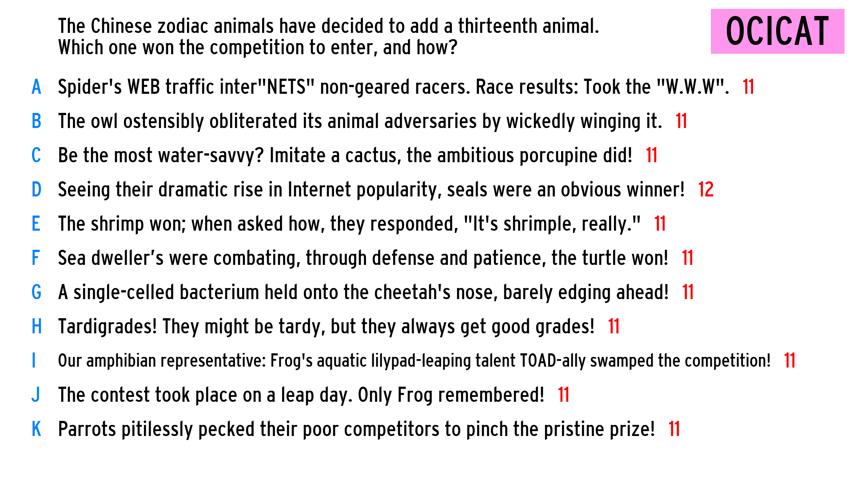 The Chinese zodiac animals have decided to add a thirteenth animal.
Which one won the competition to enter, and how?
OCICAT
A Spider's WEB traffic inter"NETS" non-geared racers. Race results: Took the "W.W.W". 11
B The owl ostensibly obliterated its animal adversaries by wickedly winging it. 11
C Be the most water-savvy? Imitate a cactus, the ambitious porcupine did! 11
D Seeing their dramatic rise in Internet popularity, seals were an obvious winner! 12
E The shrimp won; when asked how, they responded, "It's shrimple, really." 11
F Sea dweller's were combating, through defense and patience, the turtle won! 11
G A single-celled bacterium held onto the cheetah's nose, barely edging ahead! 11
H Tardigrades! They might be tardy, but they always get good grades! 11
I Our amphibian representative: Frog's aquatic lilypad-leaping talent TOAD-ally swamped the competition! 11
J The contest took place on a leap day. Only Frog remembered! 11
K Parrots pitilessly pecked their poor competitors to pinch the pristine prize! 11